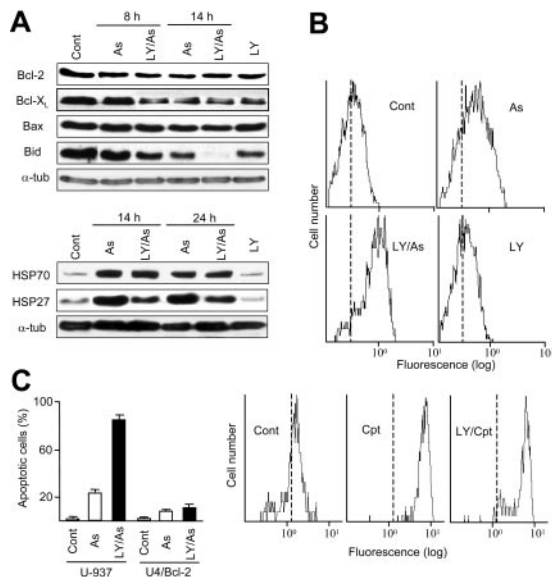 A
8 h 14 h
Cont As LY/As As LY/As LY
Bcl-2
Bcl-XL
Bax
Bid
α-tub
14 h 24 h
Cont As LY/As As LY/As LY
HSP70
HSP27
α-tub
B
Cell number
Cont As
LY/As LY
10⁰ 10¹ 10⁰ 10¹
Fluorescence (log)
C
Apoptotic cells (%)
80
60
20
Cont As LY/As Cont As LY/As
U-937 U4/Bcl-2
Cell number
Cont Cpt LY/Cpt
10⁰ 10¹ 10⁰ 10¹ 10⁰ 10¹
Fluorescence (log)